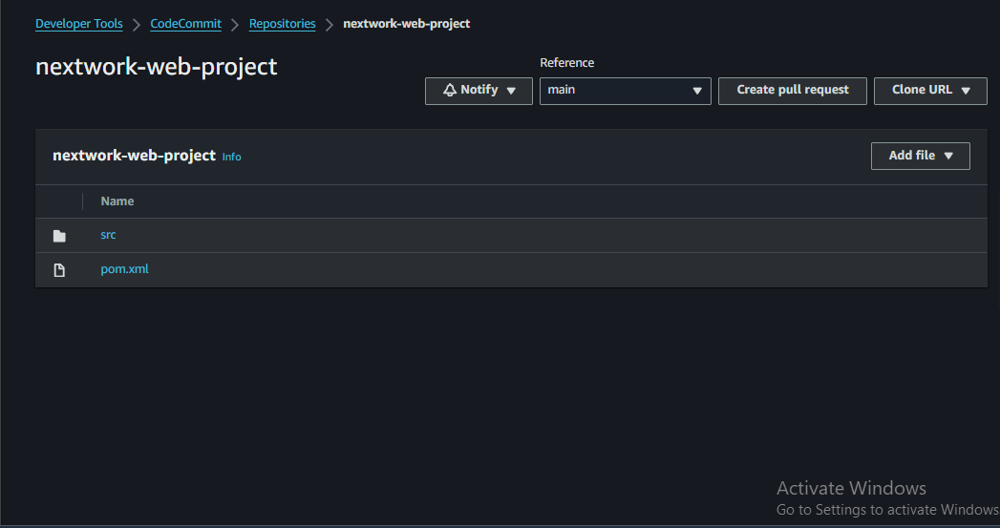 Developer Tools > CodeCommit > Repositories > nextwork-web-project
nextwork-web-project
Reference
Notify ▼ main ▼ Create pull request Clone URL ▼
nextwork-web-project Info
Add file ▼
Name
src
pom.xml
Activate Windows
Go to Settings to activate Windows